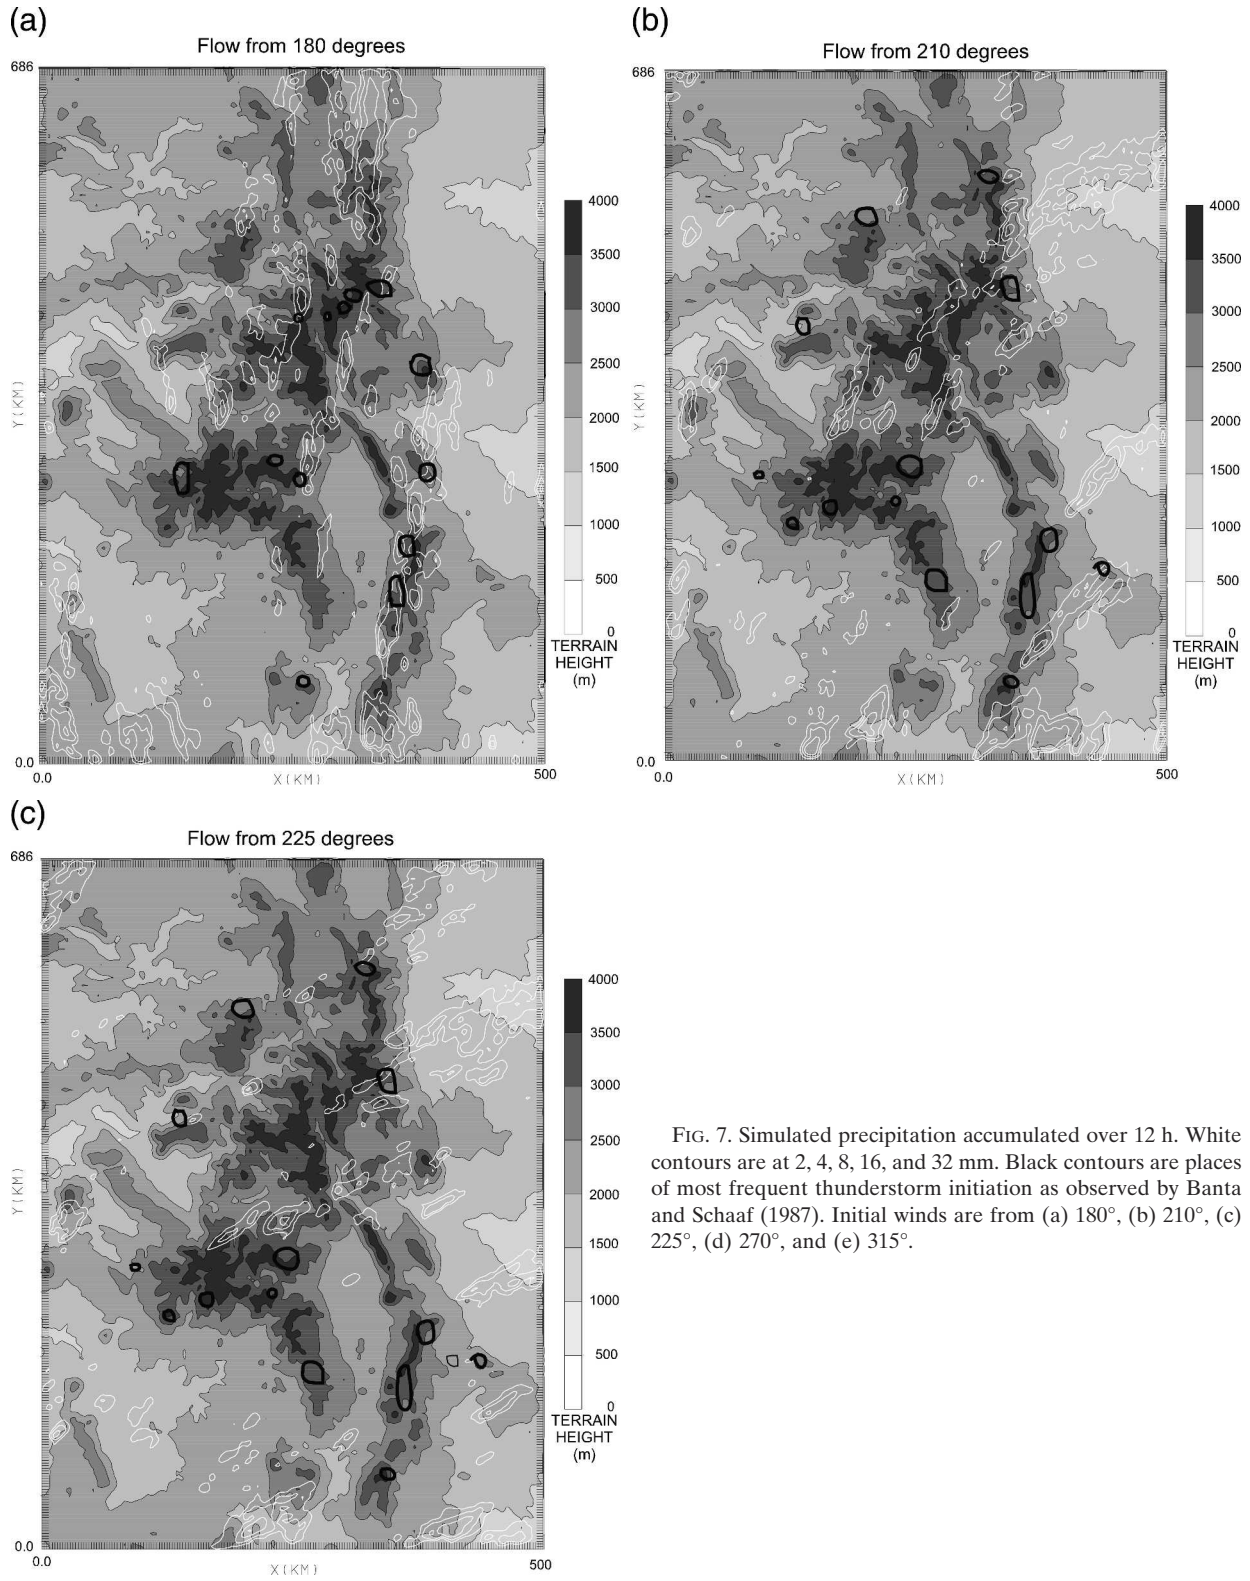 (a)
Flow from 180 degrees
686
Y(KM)
0.0
0.0
X(KM)
500
4000
3500
3000
2500
2000
1500
1000
500
0
TERRAIN
HEIGHT
(m)
(b)
Flow from 210 degrees
686
Y(KM)
0.0
0.0
X(KM)
500
4000
3500
3000
2500
2000
1500
1000
500
0
TERRAIN
HEIGHT
(m)
(c)
Flow from 225 degrees
686
Y(KM)
0.0
0.0
X(KM)
500
4000
3500
3000
2500
2000
1500
1000
500
0
TERRAIN
HEIGHT
(m)
FIG. 7. Simulated precipitation accumulated over 12 h. White
contours are at 2, 4, 8, 16, and 32 mm. Black contours are places
of most frequent thunderstorm initiation as observed by Banta
and Schaaf (1987). Initial winds are from (a) 180°, (b) 210°, (c)
225°, (d) 270°, and (e) 315°.